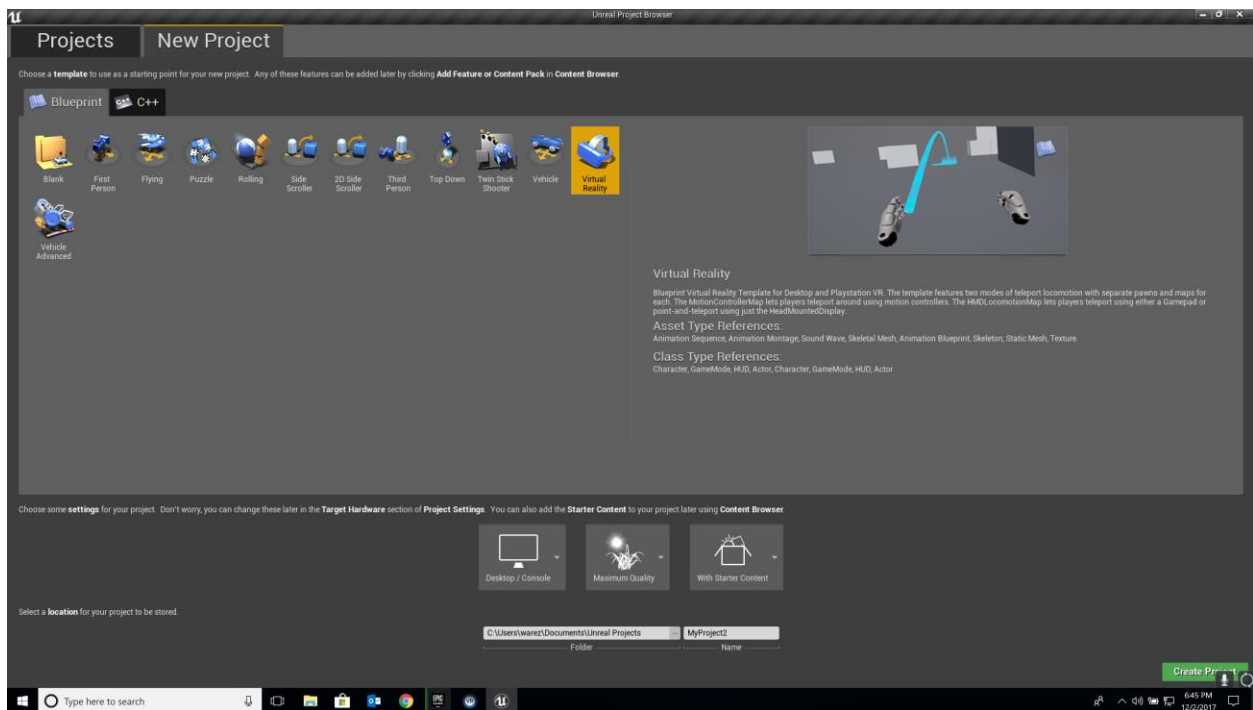 Unreal Project Browser
Projects
New Project
Choose a template to use as a starting point for your new project. Any of these features can be added later by clicking Add Feature or Content Pack in Content Browser.
Blueprint
C++
Blank
First
Person
Flying
Puzzle
Rolling
Side
Scroller
2D Side
Scroller
Third
Person
Top Down
Twin Stick
Shooter
Vehicle
Virtual
Reality
Vehicle
Advanced
Virtual Reality
Blueprint Virtual Reality Template for Desktop and Playstation VR. The template features two modes of teleport locomotion with separate pawns and maps for
each. The MotionControllerMap lets players teleport around using motion controllers. The HMDLocomotionMap lets players teleport using either a Gamepad or
point-and-teleport using just the HeadMountedDisplay.
Asset Type References:
Animation Sequence, Animation Montage, Sound Wave, Skeletal Mesh, Animation Blueprint, Skeleton, Static Mesh, Texture.
Class Type References:
Character, GameMode, HUD, Actor, Character, GameMode, HUD, Actor
Choose some settings for your project. Don't worry, you can change these later in the Target Hardware section of Project Settings. You can also add the Starter Content to your project later using Content Browser.
Desktop / Console
Maximum Quality
With Starter Content
Select a location for your project to be stored.
C:\Users\warez\Documents\Unreal Projects
MyProject2
Folder
Name
Create
Type here to search
6:45 PM
12/2/2017